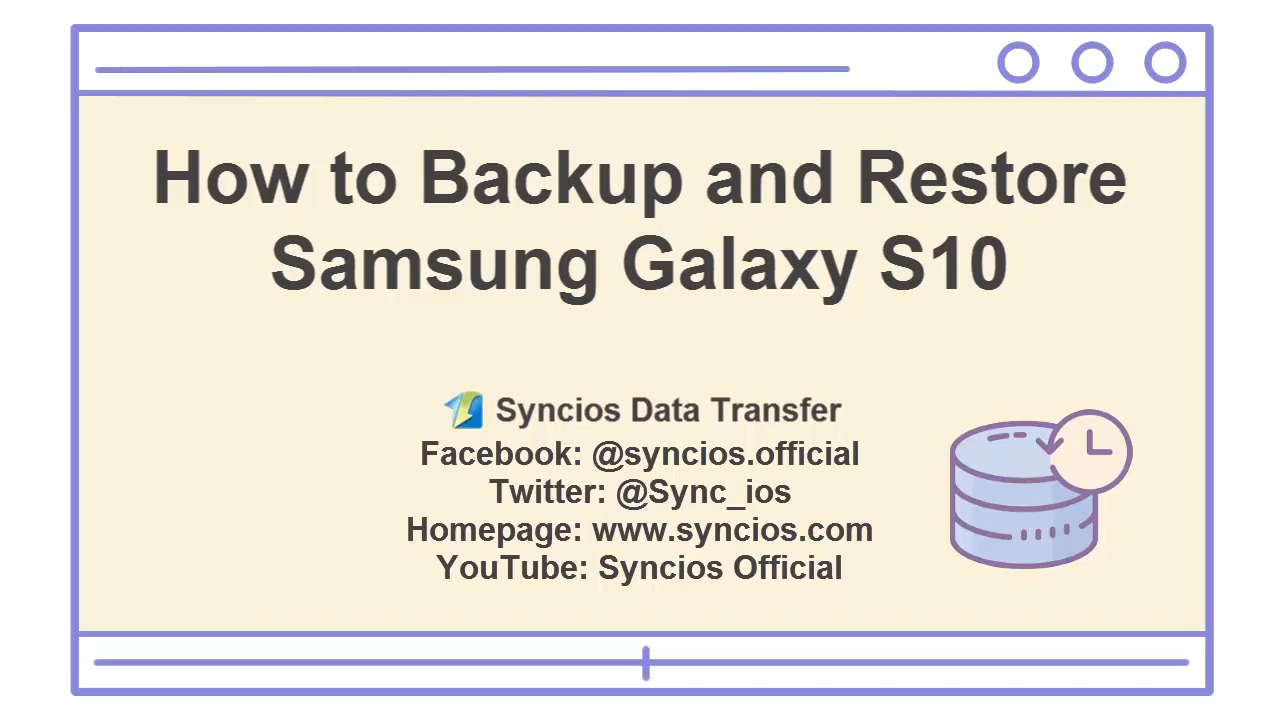 How to Backup and Restore
Samsung Galaxy S10
Syncios Data Transfer
Facebook: @syncios.official
Twitter: @Sync_ios
Homepage: www.syncios.com
YouTube: Syncios Official